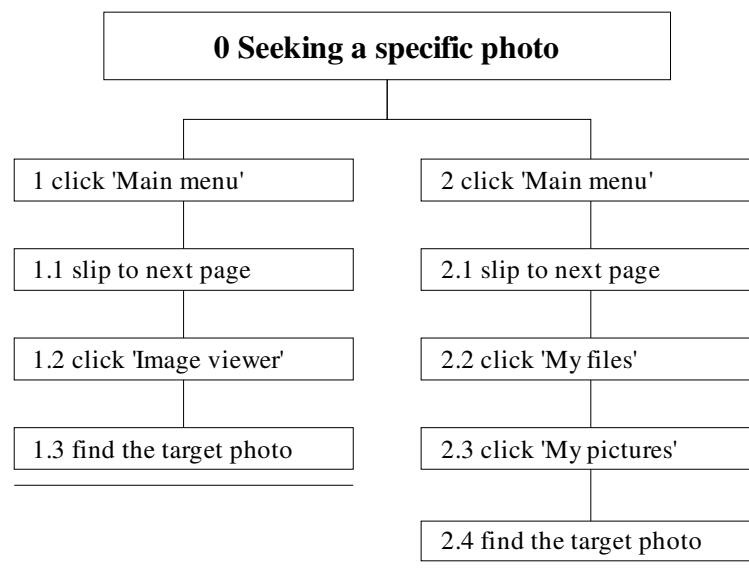 0 Seeking a specific photo
1 click 'Main menu'
1.1 slip to next page
1.2 click 'Image viewer'
1.3 find the target photo
2 click 'Main menu'
2.1 slip to next page
2.2 click 'My files'
2.3 click 'My pictures'
2.4 find the target photo